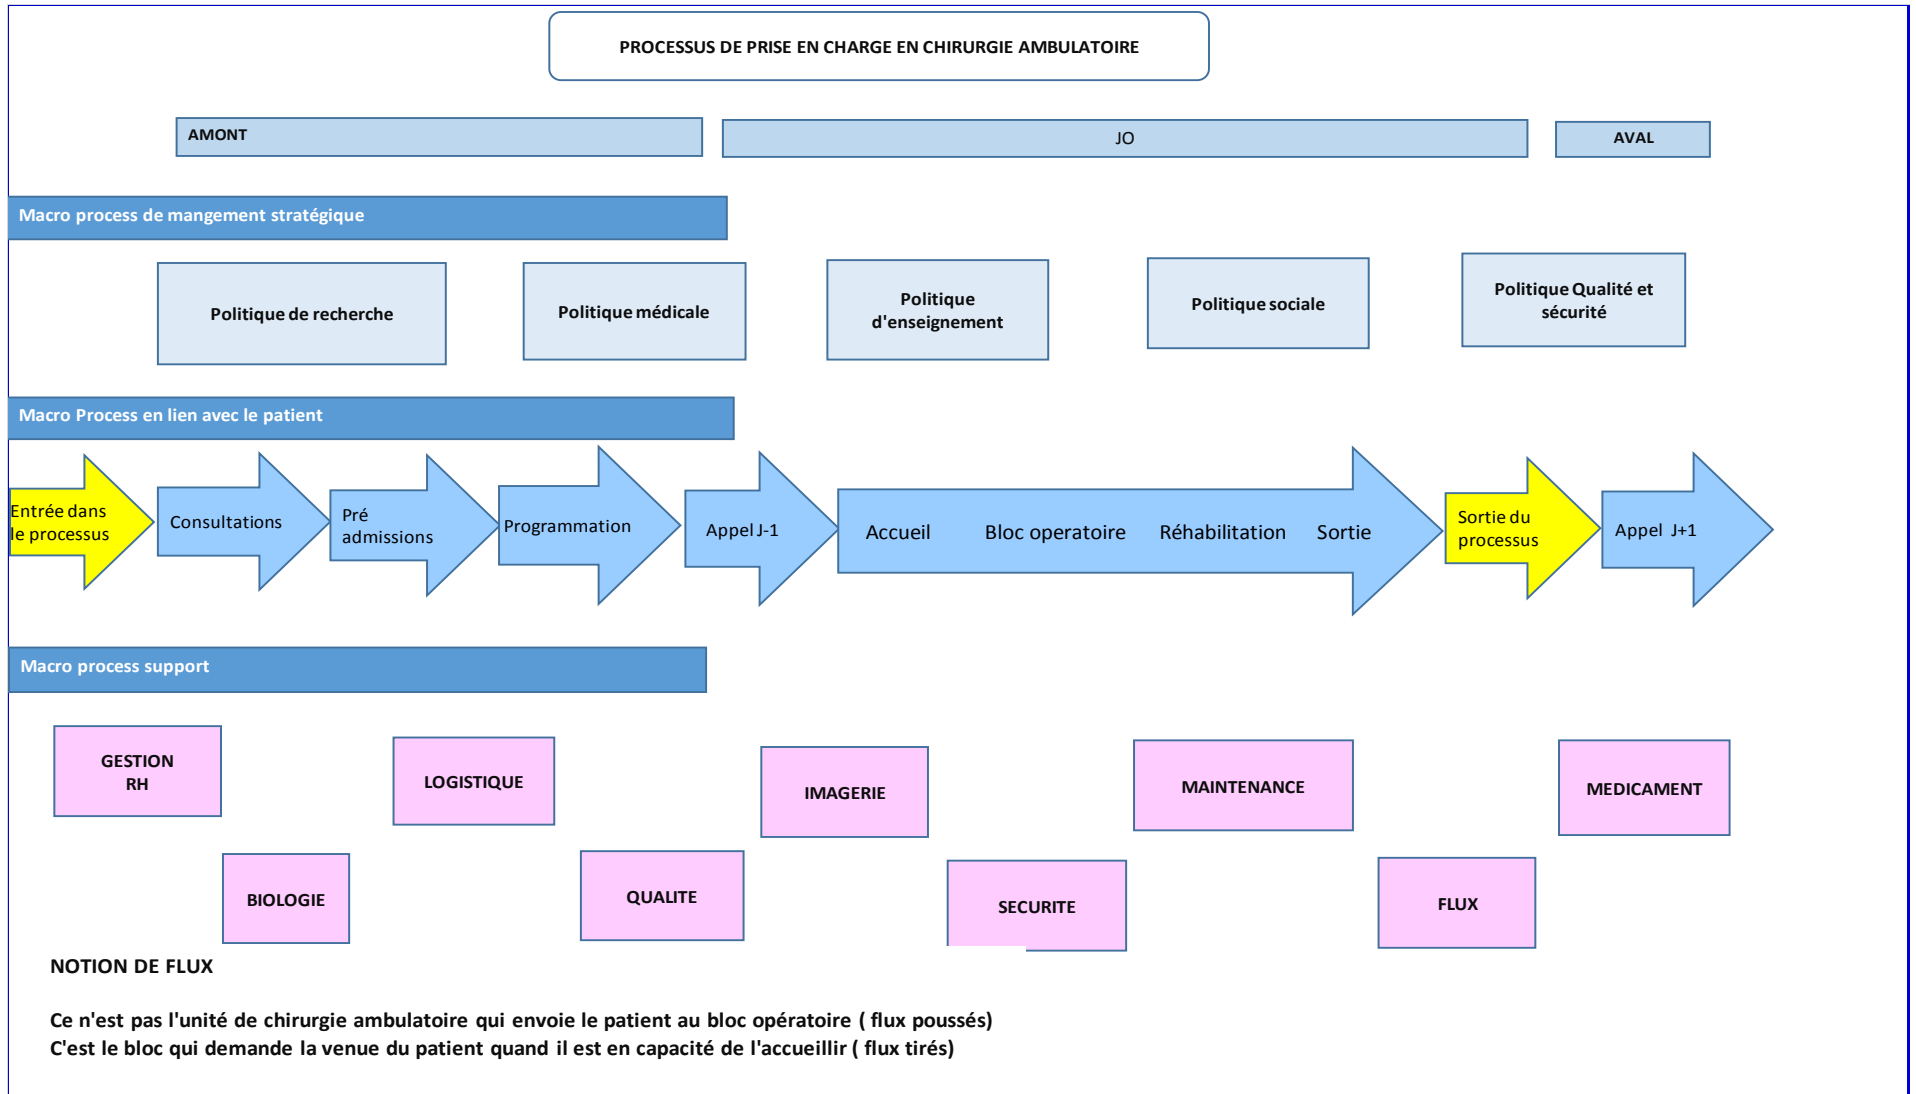 PROCESSUS DE PRISE EN CHARGE EN CHIRURGIE AMBULATOIRE
AMONT
JO
AVAL
Macro process de mangement stratégique
Politique de recherche
Politique médicale
Politique
d'enseignement
Politique sociale
Politique Qualité et
sécurité
Macro Process en lien avec le patient
Entrée dans
le processus
Consultations
Pré
admissions
Programmation
Appel J-1
Accueil
Bloc operatoire
Réhabilitation
Sortie
Sortie du
processus
Appel J+1
Macro process support
GESTION
RH
LOGISTIQUE
IMAGERIE
MAINTENANCE
MEDICAMENT
BIOLOGIE
QUALITE
SECURITE
FLUX
NOTION DE FLUX
Ce n'est pas l'unité de chirurgie ambulatoire qui envoie le patient au bloc opératoire ( flux poussés)
C'est le bloc qui demande la venue du patient quand il est en capacité de l'accueillir ( flux tirés)